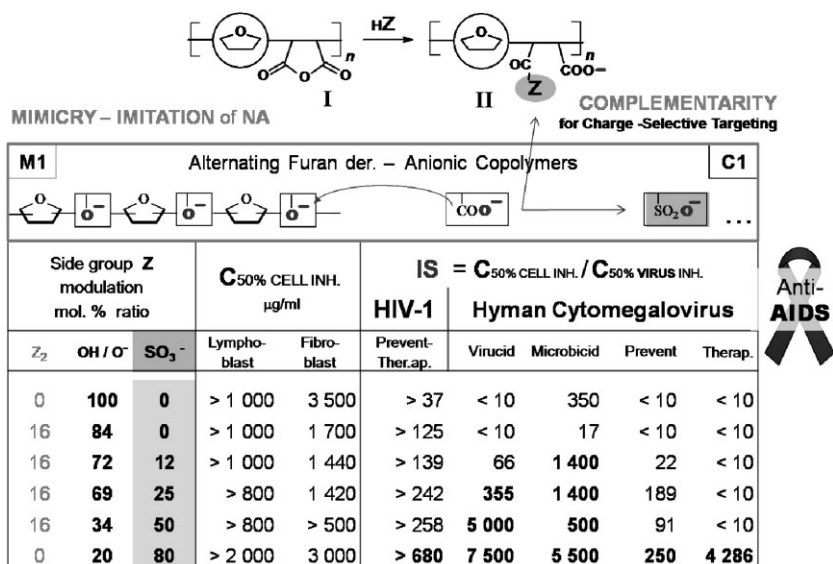 O
O O O
n
HZ
O
OC
Z
COO−
n
I
II
MIMICRY – IMITATION of NA
COMPLEMENTARITY
for Charge -Selective Targeting
M1 Alternating Furan der. – Anionic Copolymers C1
O O− O O− O O− COO− SO2O− ...
Side group Z
modulation
mol. % ratio
C50% CELL INH.
µg/ml
IS = C50% CELL INH. / C50% VIRUS INH.
HIV-1 Hyman Cytomegalovirus
Z2 OH / O− SO3− Lympho-blast Fibro-blast Prevent-Ther.ap. Virucid Microbicid Prevent Therap.
0 100 0 > 1 000 3 500 > 37 < 10 350 < 10 < 10
16 84 0 > 1 000 1 700 > 125 < 10 17 < 10 < 10
16 72 12 > 1 000 1 440 > 139 66 1 400 22 < 10
16 69 25 > 800 1 420 > 242 355 1 400 189 < 10
16 34 50 > 800 > 500 > 258 5 000 500 91 < 10
0 20 80 > 2 000 3 000 > 680 7 500 5 500 250 4 286
Anti-
AIDS